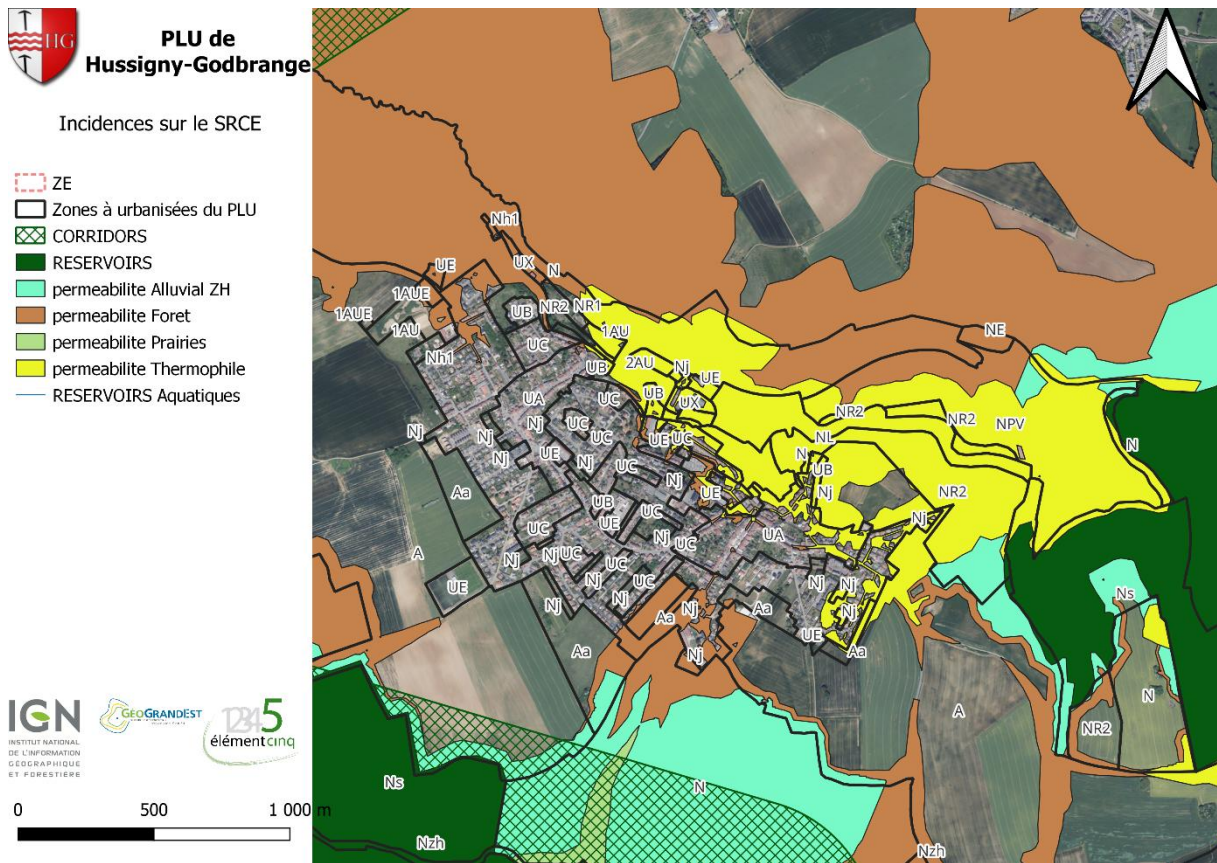 HG
PLU de
Hussigny-Godbrange
Incidences sur le SRCE
ZE
Zones à urbanisées du PLU
CORRIDORS
RESERVOIRS
permeabilite Alluvial ZH
permeabilite Foret
permeabilite Prairies
permeabilite Thermophile
RESERVOIRS Aquatiques
IGN
INSTITUT NATIONAL
DE L'INFORMATION
GÉOGRAPHIQUE
ET FORESTIÈRE
GÉOGRANDEST
12345
élémentcinq
0 500 1 000 m
Nh1
UE UX N
1AUE
1AUE UB NR2 NR1
1AU 1AU NE
Nh1 UC 2AU Nj UE
UB
UA UC UB UX NR2
Nj UC NR2 NPV
Nj Nj UC UE UC NL N
Nj UE Nj UC N
Aa Nj UE UB Nj NR2
UB UC Nj
UC UE UA
A Nj UC Nj UC
Nj UC Nj Nj
UE Nj UC Nj Ns
Nj Nj Aa Nj Aa Nj
Aa Nj UE Aa
A N
NR2
Ns N
Nzh Nzh